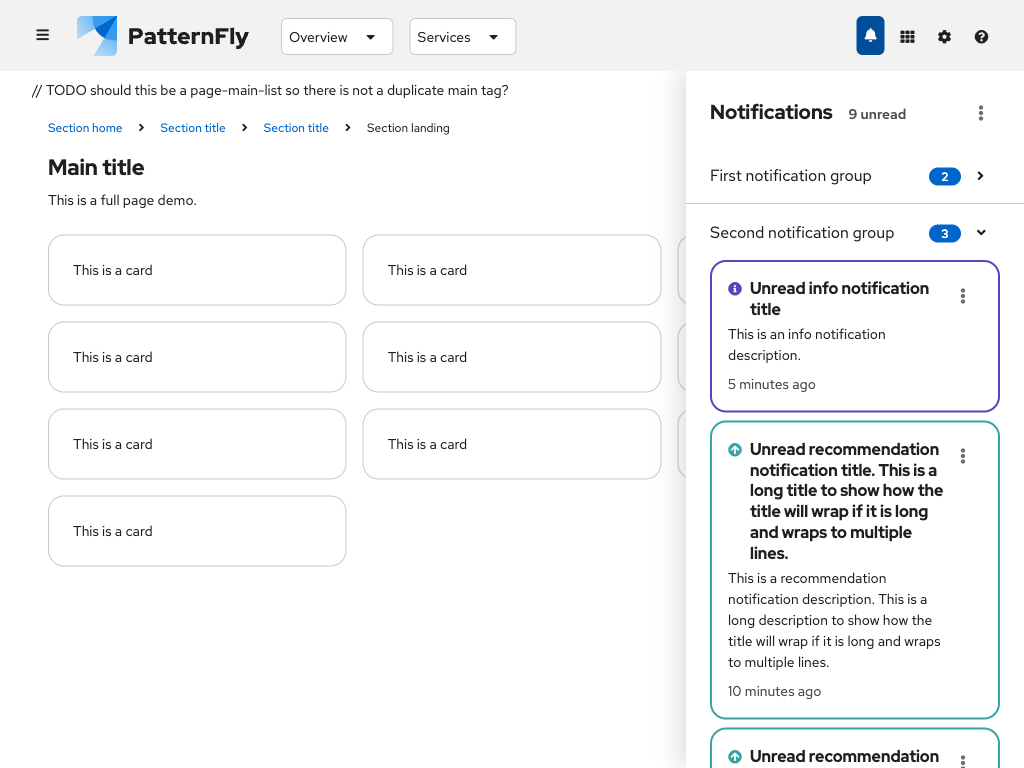 PatternFly
Overview
Services
// TODO should this be a page-main-list so there is not a duplicate main tag?
Section home
Section title
Section title
Section landing
Main title
This is a full page demo.
This is a card
This is a card
This is a card
This is a card
This is a card
This is a card
This is a card
Notifications
9 unread
First notification group
2
Second notification group
3
Unread info notification
title
This is an info notification
description.
5 minutes ago
Unread recommendation
notification title. This is a
long title to show how the
title will wrap if it is long
and wraps to multiple
lines.
This is a recommendation
notification description. This is a
long description to show how the
title will wrap if it is long and wraps
to multiple lines.
10 minutes ago
Unread recommendation